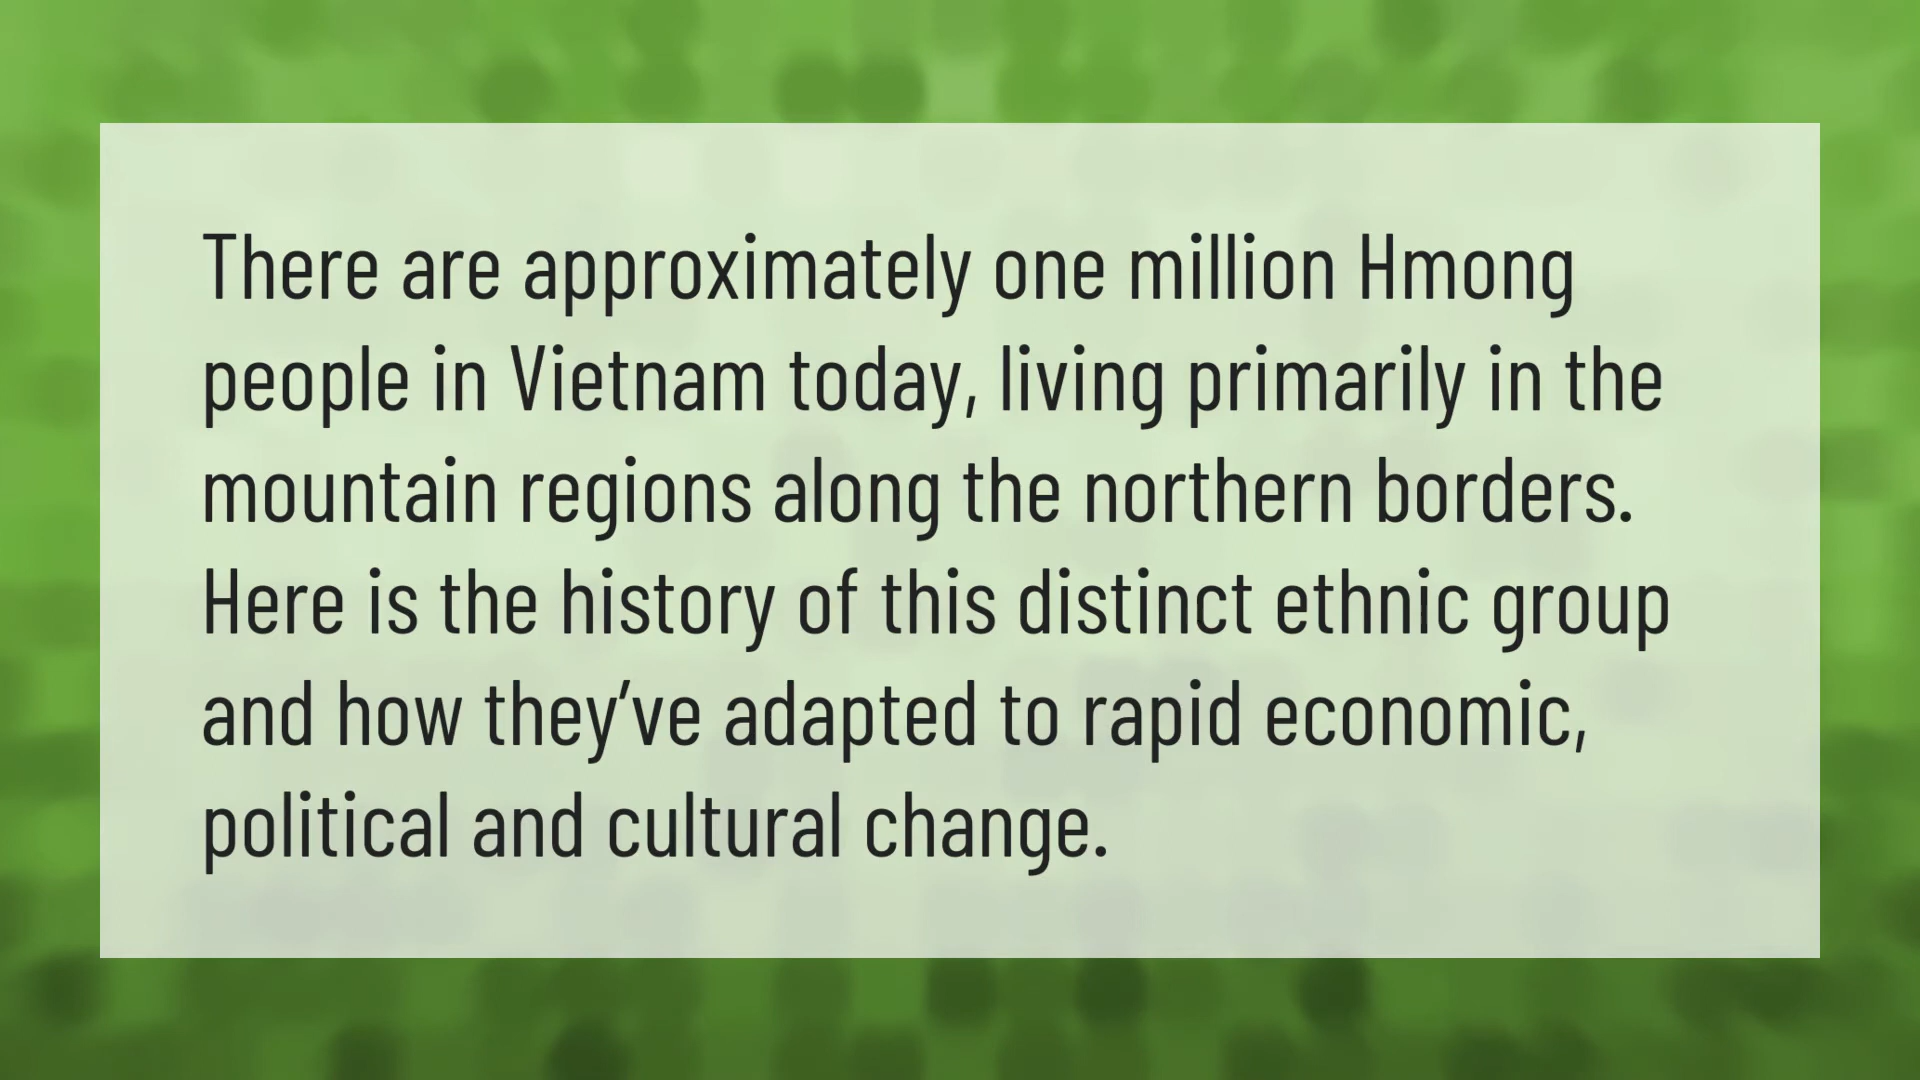 There are approximately one million Hmong
people in Vietnam today, living primarily in the
mountain regions along the northern borders.
Here is the history of this distinct ethnic group
and how they’ve adapted to rapid economic,
political and cultural change.